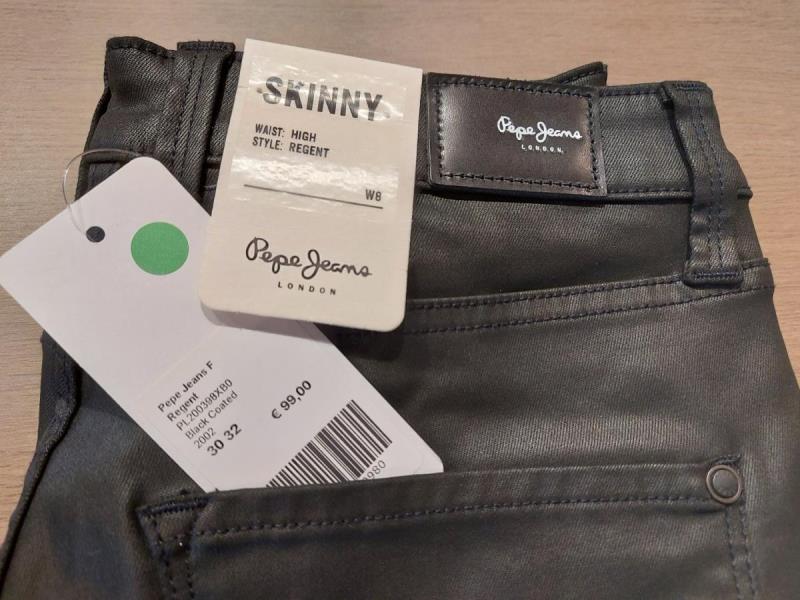 SKINNY
WAIST: HIGH
STYLE: REGENT
W8
Pepe Jeans
LONDON
Pepe Jeans
LONDON
Pepe Jeans F
Regent
PL200398XB0
Black Coated
2002
30 32
€ 99,00
980